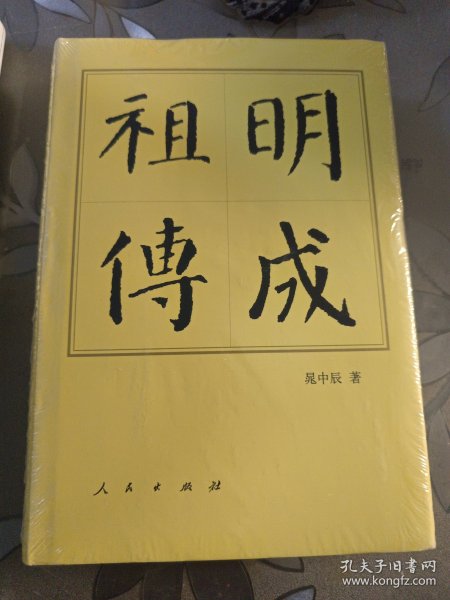 明成
祖傳
晁中辰 著
人民出版社
孔夫子旧书网
www.kongfz.com